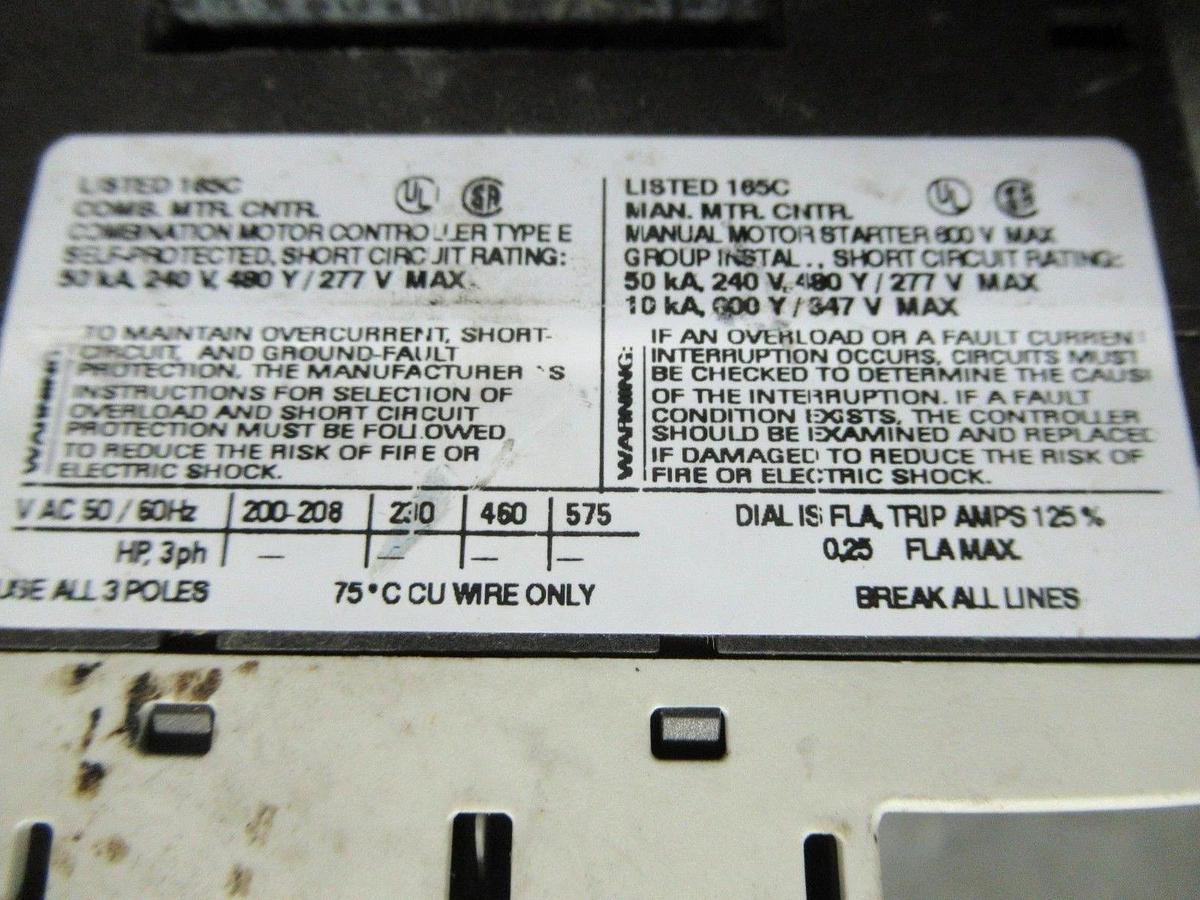 LISTED 165C
COMB. MTR. CNTR.
UL
SA
COMBINATION MOTOR CONTROLLER TYPE E
SELF-PROTECTED, SHORT CIRCUIT RATING:
50 kA, 240 V, 480 Y / 277 V MAX.
WARNING:
TO MAINTAIN OVERCURRENT, SHORT-
CIRCUIT, AND GROUND-FAULT
PROTECTION, THE MANUFACTURER `S
INSTRUCTIONS FOR SELECTION OF
OVERLOAD AND SHORT CIRCUIT
PROTECTION MUST BE FOLLOWED
TO REDUCE THE RISK OF FIRE OR
ELECTRIC SHOCK.
LISTED 165C
MAN. MTR. CNTR.
UL
SA
MANUAL MOTOR STARTER 600 V MAX
GROUP INSTALL., SHORT CIRCUIT RATING:
50 kA, 240 V, 480 Y / 277 V MAX
10 kA, 600 Y / 347 V MAX
WARNING:
IF AN OVERLOAD OR A FAULT CURRENT
INTERRUPTION OCCURS, CIRCUITS MUST
BE CHECKED TO DETERMINE THE CAUSE
OF THE INTERRUPTION. IF A FAULT
CONDITION EXISTS, THE CONTROLLER
SHOULD BE EXAMINED AND REPLACED
IF DAMAGED TO REDUCE THE RISK OF
FIRE OR ELECTRIC SHOCK.
V AC 50 / 60Hz 200-208 230 460 575
HP, 3ph — — — —
USE ALL 3 POLES 75°C CU WIRE ONLY
DIAL IS FLA, TRIP AMPS 125 %
0,25 FLA MAX.
BREAK ALL LINES